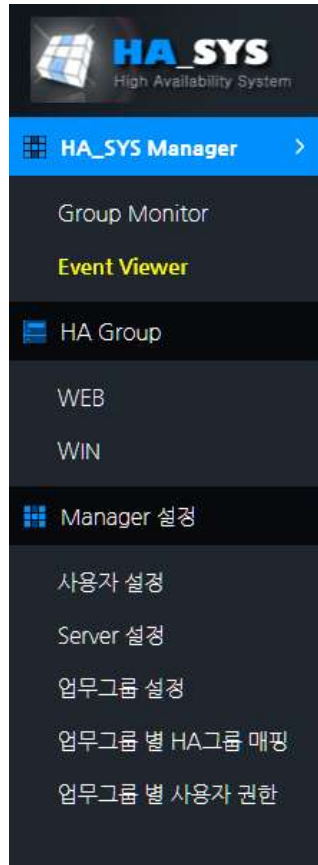 HA_SYS
High Availability System
HA_SYS Manager
Group Monitor
Event Viewer
HA Group
WEB
WIN
Manager 설정
사용자 설정
Server 설정
업무그룹 설정
업무그룹 별 HA그룹 매핑
업무그룹 별 사용자 권한